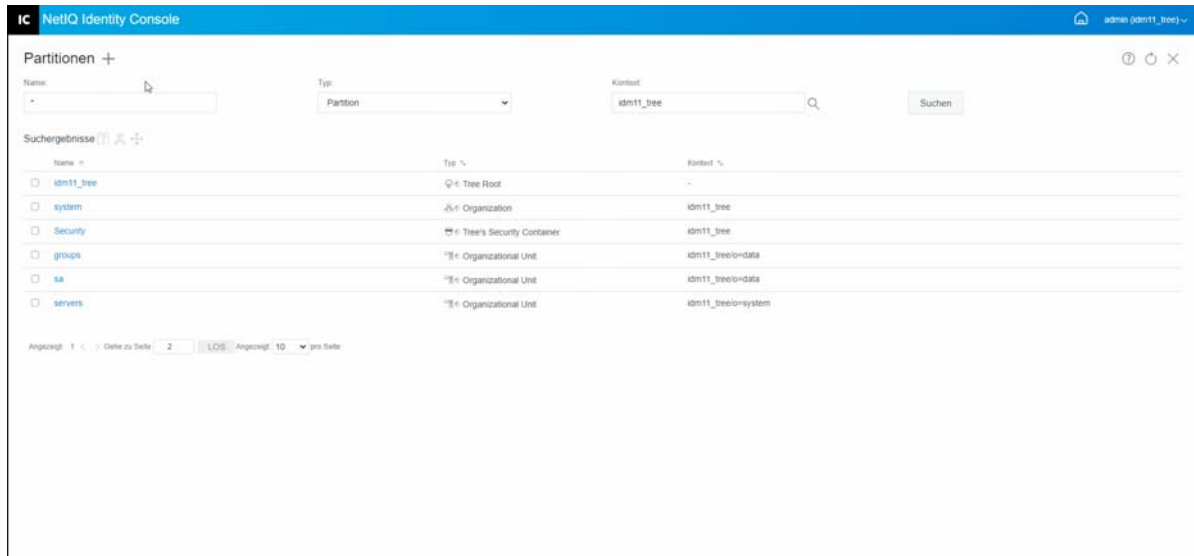 IC NetIQ Identity Console admin (idm11_tree)
Partitionen
Name: Typ: Kontext:
* Partition idm11_tree Suchen
Suchergebnisse
Name Typ Kontext
idm11_tree Tree Root -
system Organization idm11_tree
Security Tree's Security Container idm11_tree
groups Organizational Unit idm11_tree/o=data
sa Organizational Unit idm11_tree/o=data
servers Organizational Unit idm11_tree/o=system
Angezeigt: 1 < > Gehe zu Seite 2 LOS Angezeigt 10 pro Seite